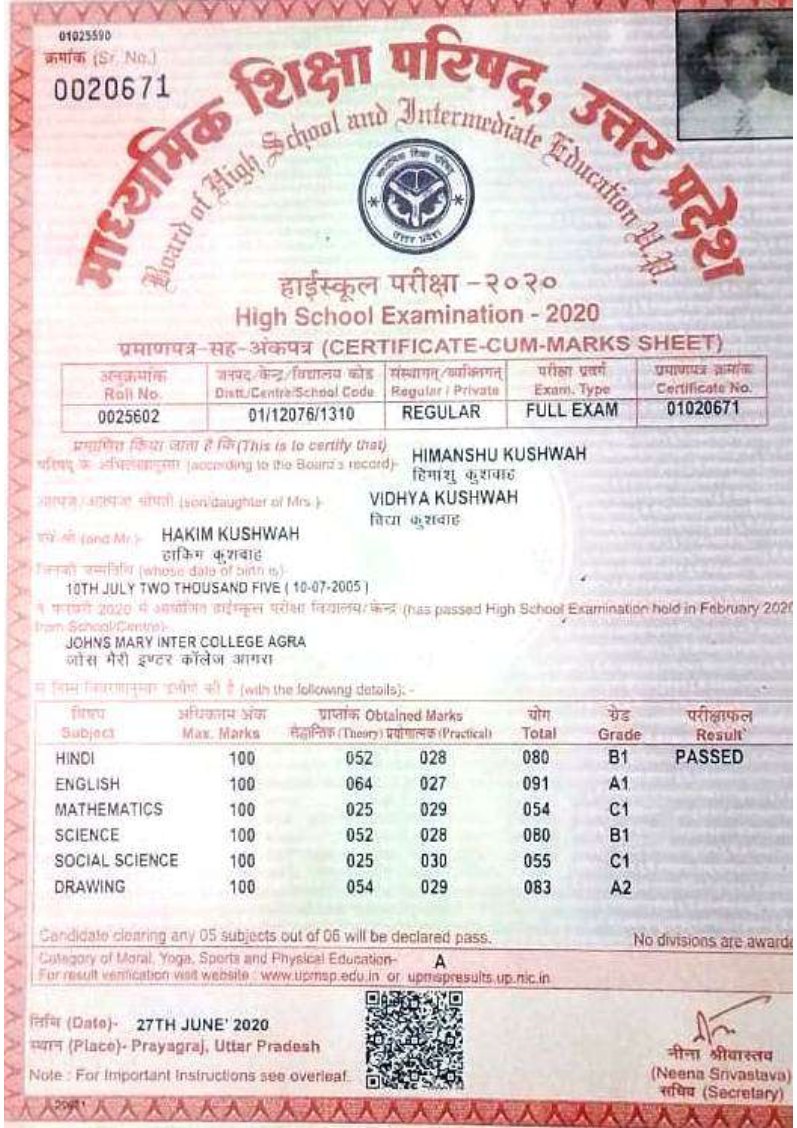 01025590
क्रमांक (Sr. No.)
0020671
माध्यमिक शिक्षा परिषद्, उत्तर प्रदेश
Board of High School and Intermediate Education U.P.
माध्यमिक शिक्षा परिषद्
उत्तर प्रदेश
हाईस्कूल परीक्षा - २०२०
High School Examination - 2020
प्रमाणपत्र-सह-अंकपत्र (CERTIFICATE-CUM-MARKS SHEET)
अनुक्रमांक जनपद/केन्द्र/विद्यालय कोड संस्थागत/व्यक्तिगत परीक्षा प्रवर्ग प्रमाणपत्र क्रमांक
Roll No. Distt./Centre/School Code Regular / Private Exam. Type Certificate No.
0025602 01/12076/1310 REGULAR FULL EXAM 01020671
प्रमाणित किया जाता है कि (This is to certify that)
HIMANSHU KUSHWAH
परिषद के अभिलेखानुसार (according to the Board's record)-
हिमांशु कुशवाह
VIDHYA KUSHWAH
(son/daughter of Mrs.)-
विद्या कुशवाह
(and Mr.)- HAKIM KUSHWAH
हाकिम कुशवाह
जिनकी जन्मतिथि (whose date of birth is)-
10TH JULY TWO THOUSAND FIVE ( 10-07-2005 )
ने फरवरी 2020 में आयोजित हाईस्कूल परीक्षा विद्यालय/केन्द्र (has passed High School Examination held in February 2020
from School/Centre)-
JOHNS MARY INTER COLLEGE AGRA
जोंस मैरी इण्टर कॉलेज आगरा
(with the following details): -
विषय अधिकतम अंक प्राप्तांक Obtained Marks योग ग्रेड परीक्षाफल
Subject Max. Marks सैद्धान्तिक (Theory) प्रयोगात्मक (Practical) Total Grade Result
HINDI 100 052 028 080 B1 PASSED
ENGLISH 100 064 027 091 A1
MATHEMATICS 100 025 029 054 C1
SCIENCE 100 052 028 080 B1
SOCIAL SCIENCE 100 025 030 055 C1
DRAWING 100 054 029 083 A2
Candidate clearing any 05 subjects out of 06 will be declared pass. No divisions are awarde
Category of Moral, Yoga, Sports and Physical Education- A
For result verification visit website : www.upmsp.edu.in or upmspresults.up.nic.in
तिथि (Date)- 27TH JUNE' 2020
स्थान (Place)- Prayagraj, Uttar Pradesh
नीना श्रीवास्तव
(Neena Srivastava)
Note : For Important Instructions see overleaf.
सचिव (Secretary)